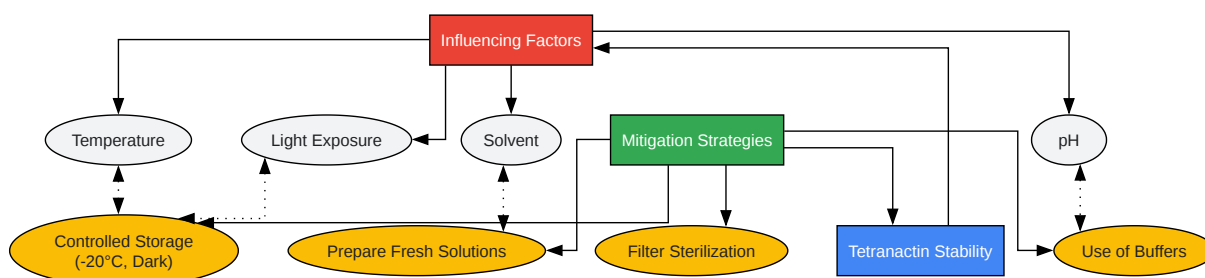 Influencing Factors
Temperature
Light Exposure
Solvent
Mitigation Strategies
pH
Controlled Storage
(-20°C, Dark)
Prepare Fresh Solutions
Filter Sterilization
Tetranactin Stability
Use of Buffers